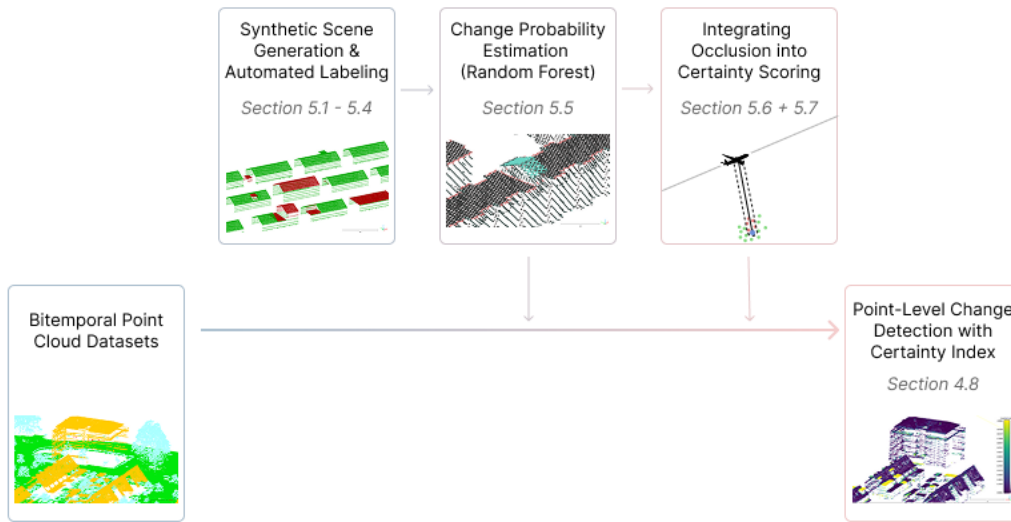 Synthetic Scene
Generation &
Automated Labeling
Section 5.1 - 5.4
Change Probability
Estimation
(Random Forest)
Section 5.5
Integrating
Occlusion into
Certainty Scoring
Section 5.6 + 5.7
Bitemporal Point
Cloud Datasets
Point-Level Change
Detection with
Certainty Index
Section 4.8